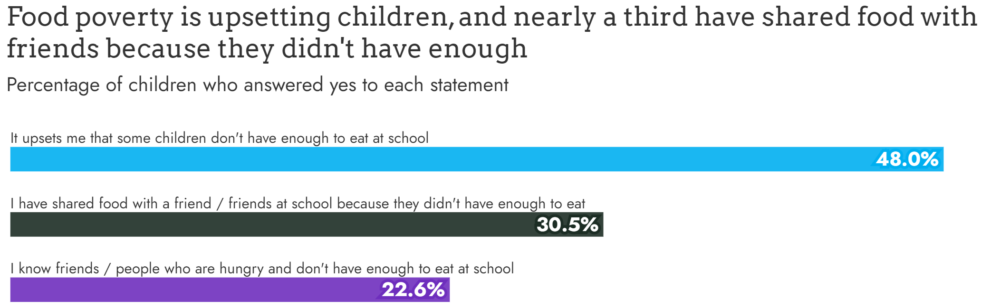 Food poverty is upsetting children, and nearly a third have shared food with
friends because they didn't have enough
Percentage of children who answered yes to each statement
It upsets me that some children don't have enough to eat at school
48.0%
I have shared food with a friend / friends at school because they didn't have enough to eat
30.5%
I know friends / people who are hungry and don't have enough to eat at school
22.6%